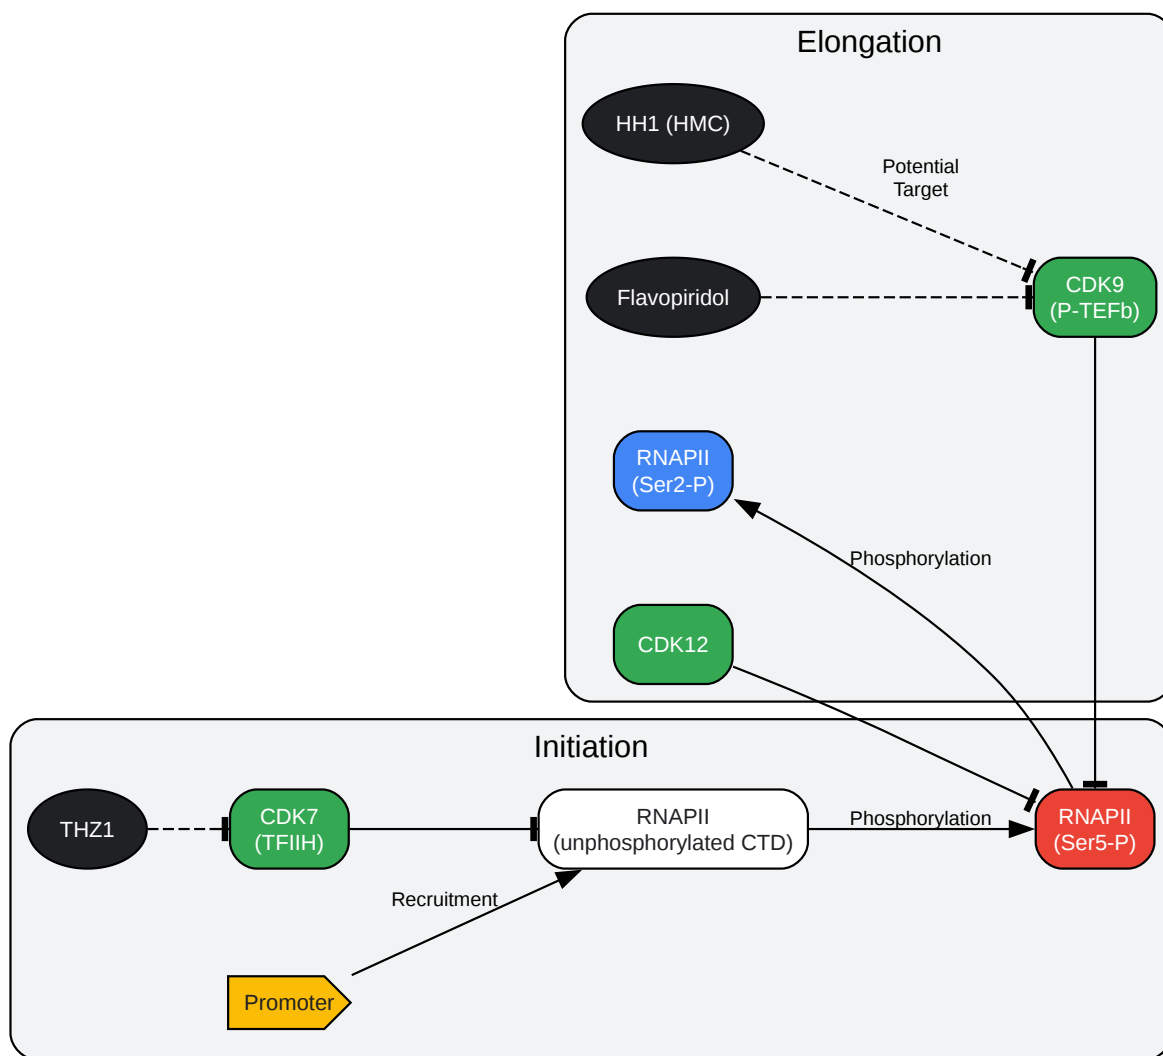 Elongation
HH1 (HMC)
Potential
Target
Flavopiridol
CDK9
(P-TEFb)
RNAPII
(Ser2-P)
Phosphorylation
CDK12
Initiation
THZ1
CDK7
(TFIIH)
RNAPII
(unphosphorylated CTD)
Phosphorylation
RNAPII
(Ser5-P)
Recruitment
Promoter